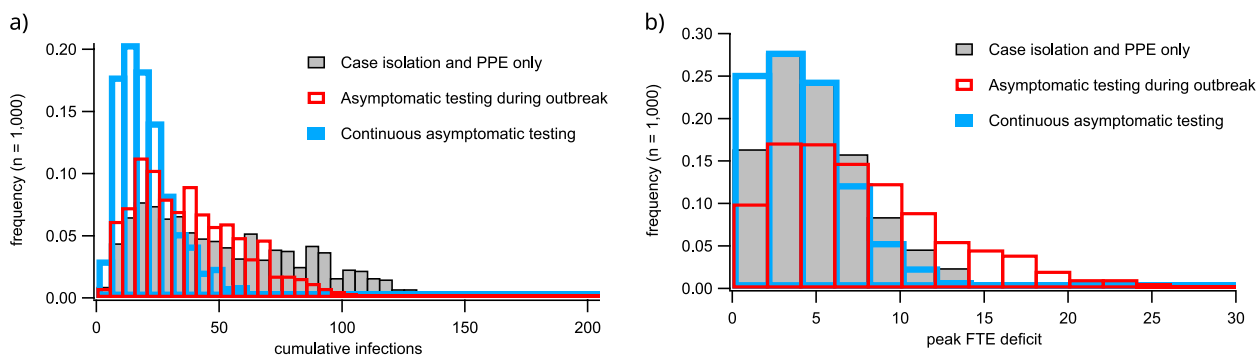 a)
frequency (n = 1,000)
0.20
0.15
0.10
0.05
0.00
0
50
100
150
200
cumulative infections
Case isolation and PPE only
Asymptomatic testing during outbreak
Continuous asymptomatic testing
b)
frequency (n = 1,000)
0.30
0.25
0.20
0.15
0.10
0.05
0.00
0
5
10
15
20
25
30
peak FTE deficit
Case isolation and PPE only
Asymptomatic testing during outbreak
Continuous asymptomatic testing